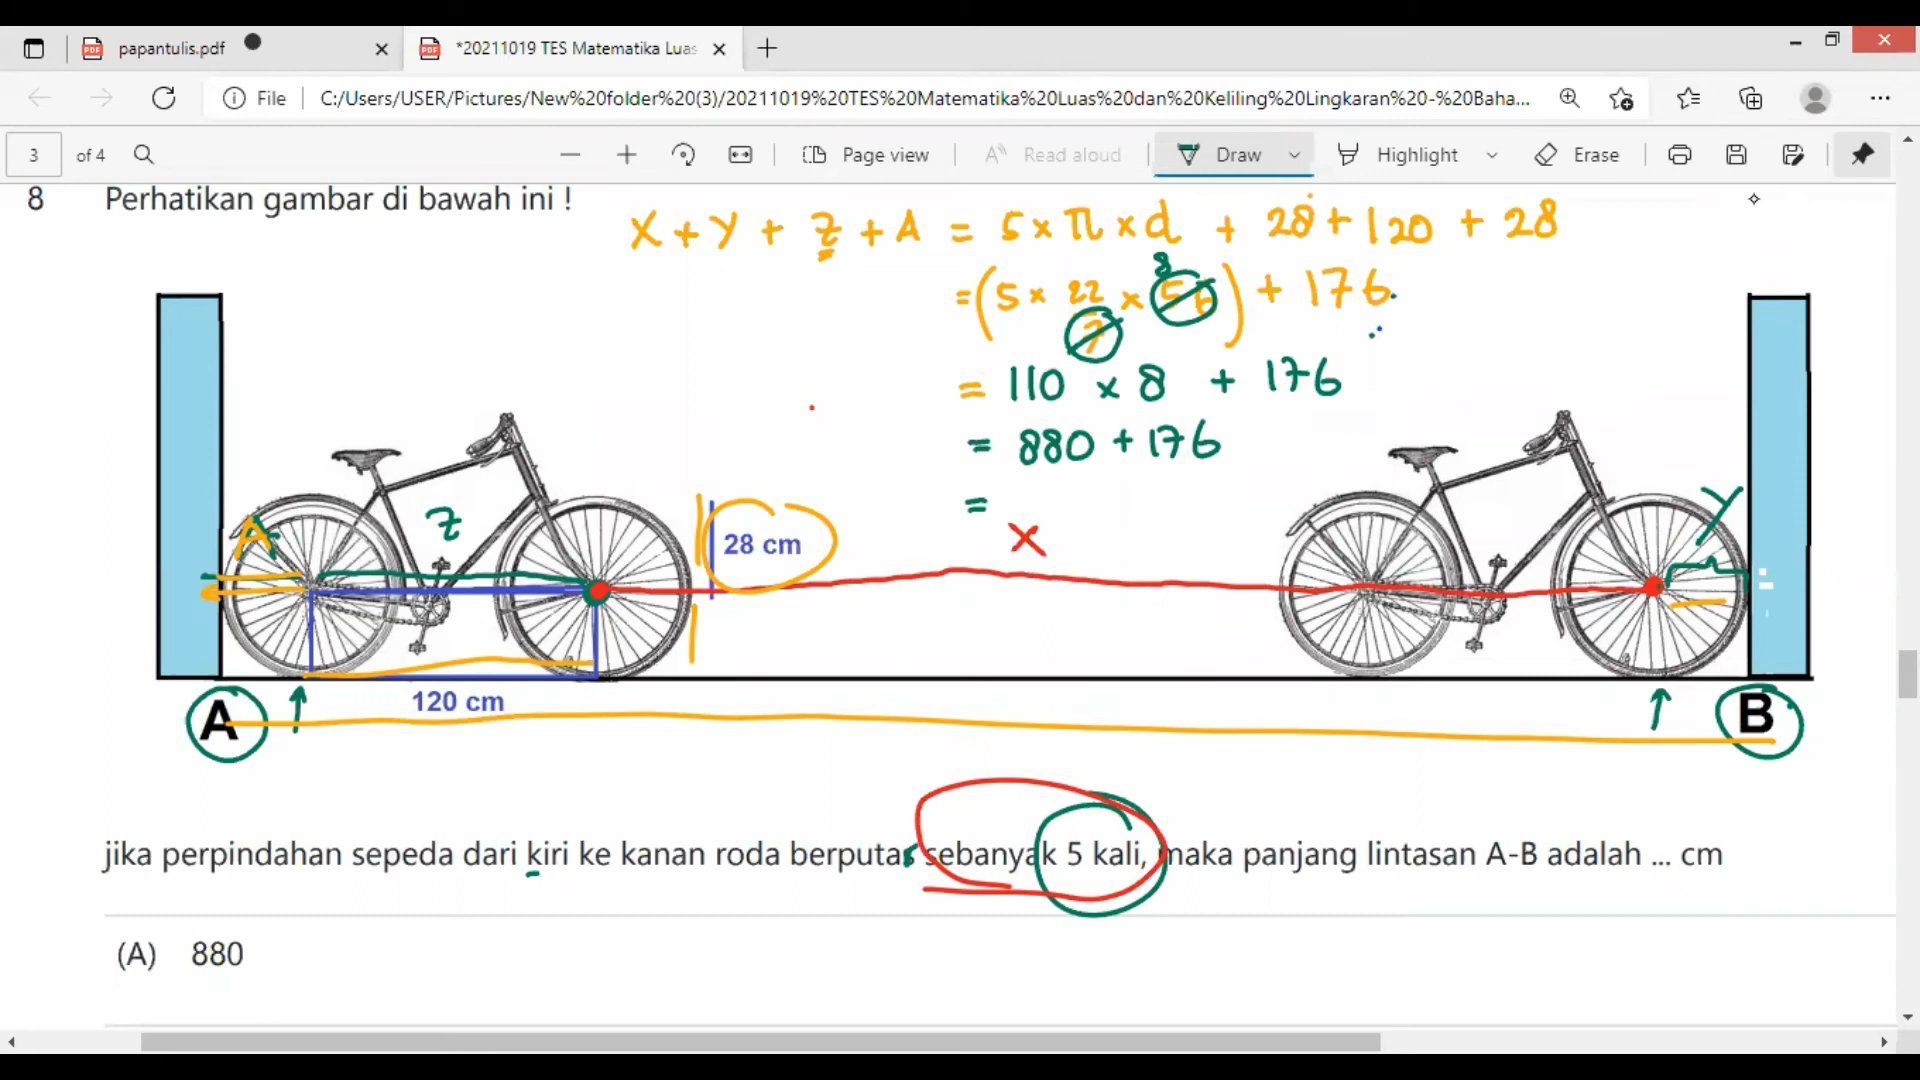 papantulis.pdf
*20211019 TES Matematika Luas
File
C:/Users/USER/Pictures/New%20folder%20(3)/20211019%20TES%20Matematika%20Luas%20dan%20Keliling%20Lingkaran%20-%20Baha...
3 of 4
Page view
Read aloud
Draw
Highlight
Erase
8 Perhatikan gambar di bawah ini !
X + Y + Z + A = 5 × π × d + 28 + 120 + 28
= (5 × 22/7 × 56) + 176
8
= 110 × 8 + 176
= 880 + 176
=
X
Y
Z
A
28 cm
120 cm
A
B
jika perpindahan sepeda dari kiri ke kanan roda berputar sebanyak 5 kali, maka panjang lintasan A-B adalah ... cm
(A) 880